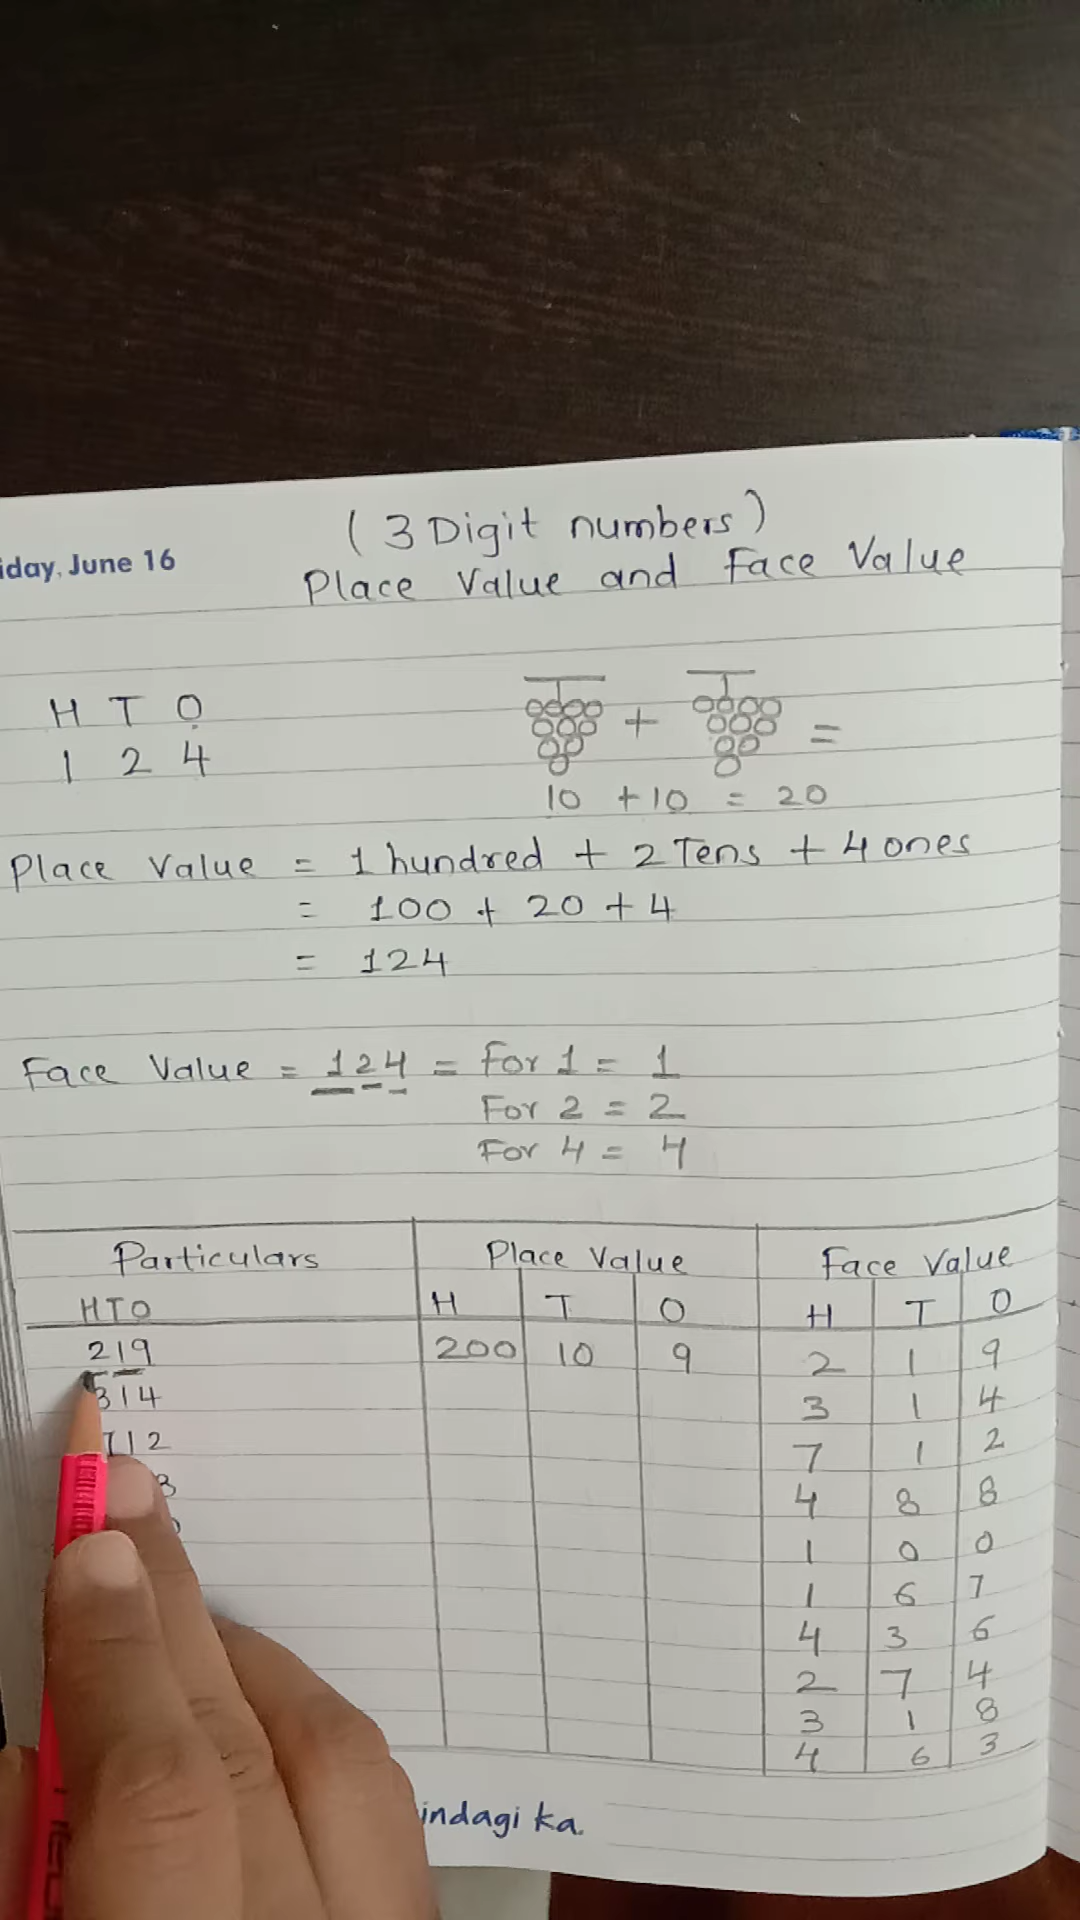 (3 Digit numbers)
iday, June 16
Place Value and Face Value
H T O
1 2 4
+ =
10 + 10 = 20
Place Value = 1 hundred + 2 Tens + 4 ones
= 100 + 20 + 4
= 124
Face Value = 124 = For 1 = 1
For 2 = 2
For 4 = 4
Particulars Place Value Face Value
HTO H T O H T O
219 200 10 9 2 1 9
314 3 1 4
712 7 1 2
8 4 8 8
1 0 0
1 6 7
4 3 6
2 7 4
3 1 8
4 6 3
indagi ka.